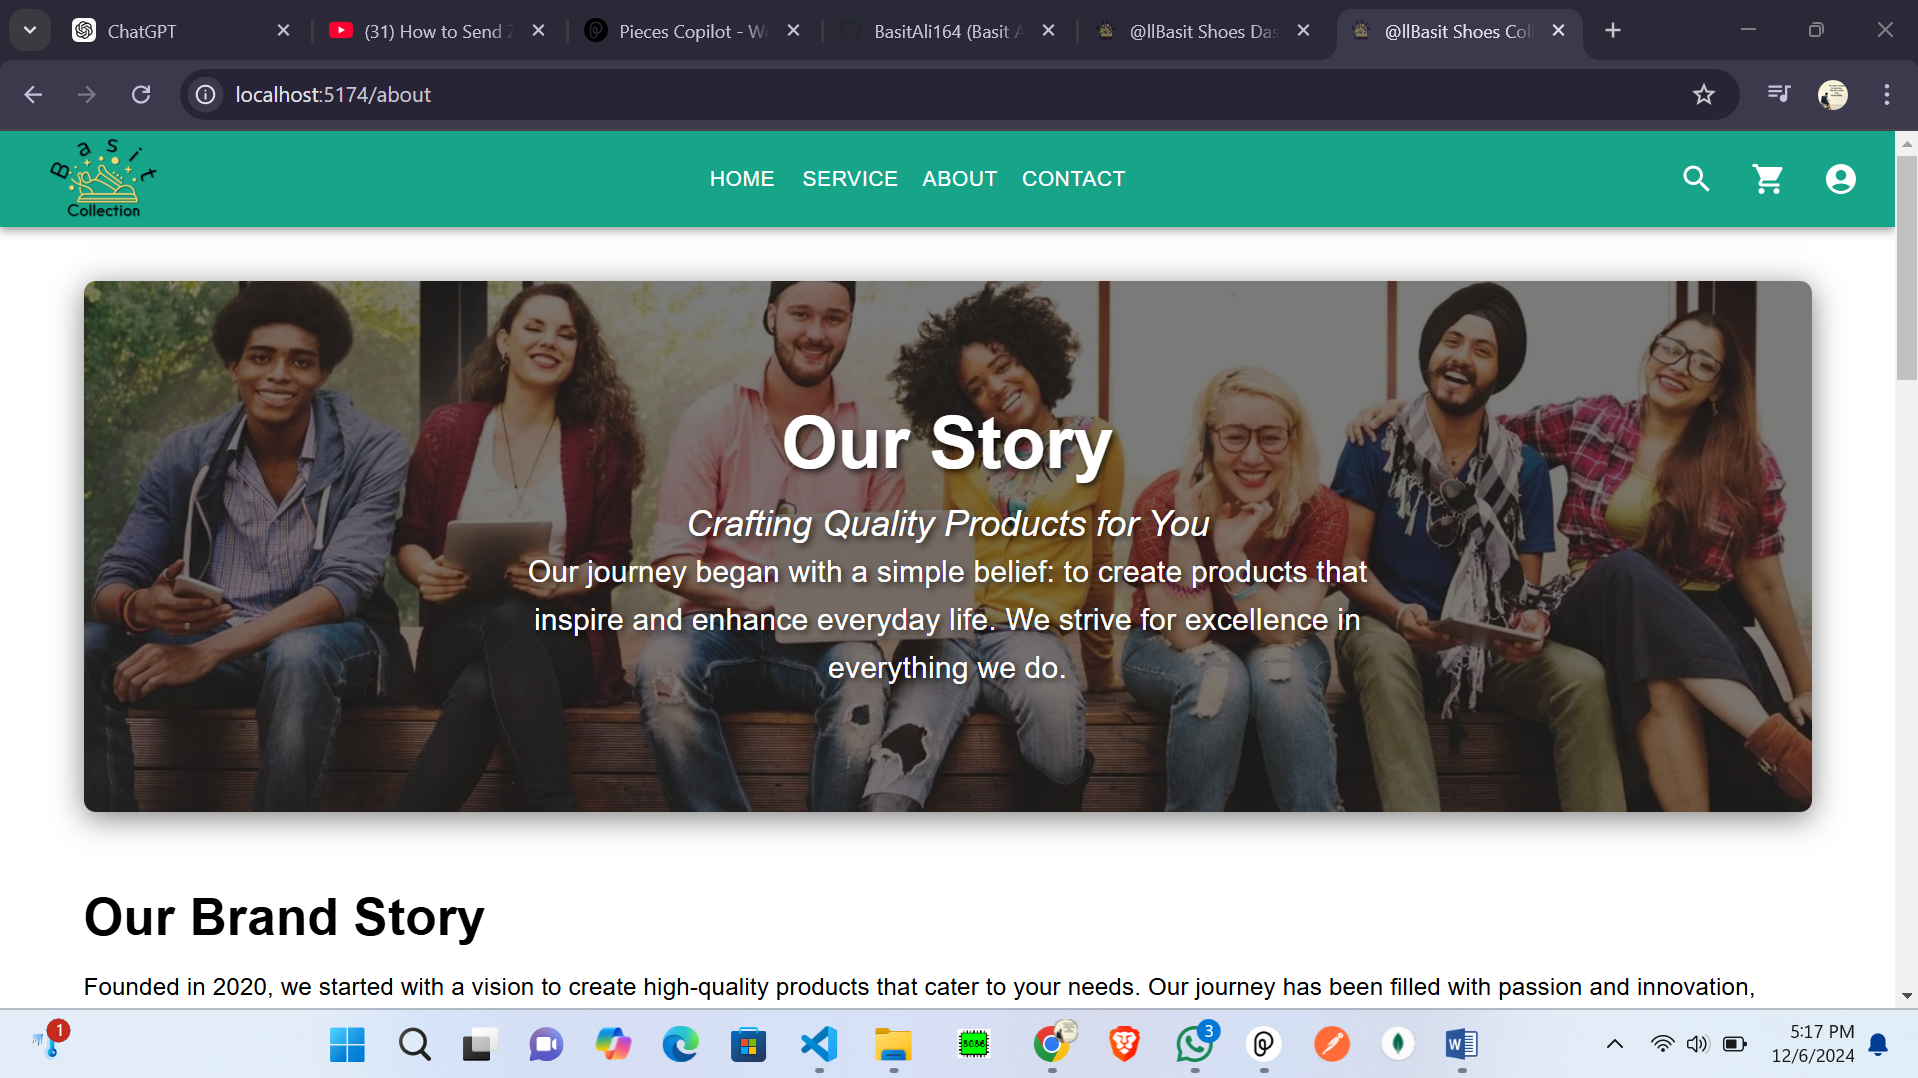 ChatGPT
(31) How to Send
Pieces Copilot - W
BasitAli164 (Basit A
@llBasit Shoes Das
@llBasit Shoes Col
localhost:5174/about
Basit
Collection
HOME SERVICE ABOUT CONTACT
Our Story
Crafting Quality Products for You
Our journey began with a simple belief: to create products that
inspire and enhance everyday life. We strive for excellence in
everything we do.
Our Brand Story
Founded in 2020, we started with a vision to create high-quality products that cater to your needs. Our journey has been filled with passion and innovation,
1
8086
3
W
5:17 PM
12/6/2024